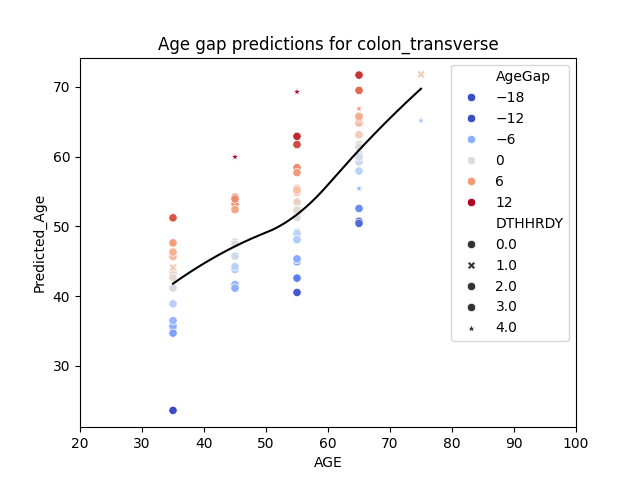 Age gap predictions for colon_transverse
Predicted_Age
70
60
50
40
30
20 30 40 50 60 70 80 90 100
AGE
AgeGap
−18
−12
−6
0
6
12
DTHHRDY
0.0
1.0
2.0
3.0
4.0